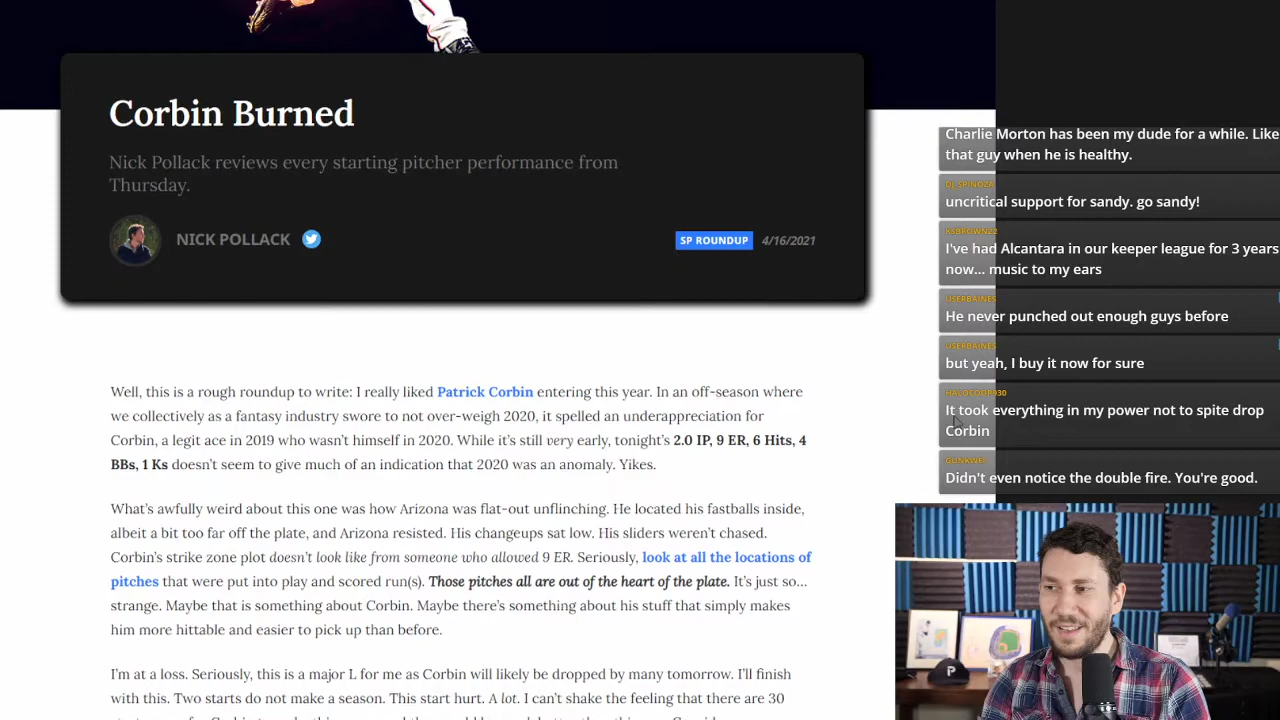 Corbin Burned
Nick Pollack reviews every starting pitcher performance from
Thursday.
NICK POLLACK
SP ROUNDUP 4/16/2021
Well, this is a rough roundup to write: I really liked Patrick Corbin entering this year. In an off-season where
we collectively as a fantasy industry swore to not over-weigh 2020, it spelled an underappreciation for
Corbin, a legit ace in 2019 who wasn't himself in 2020. While it's still very early, tonight's 2.0 IP, 9 ER, 6 Hits, 4
BBs, 1 Ks doesn't seem to give much of an indication that 2020 was an anomaly. Yikes.
What's awfully weird about this one was how Arizona was flat-out unflinching. He located his fastballs inside,
albeit a bit too far off the plate, and Arizona resisted. His changeups sat low. His sliders weren't chased.
Corbin's strike zone plot doesn't look like from someone who allowed 9 ER. Seriously, look at all the locations of
pitches that were put into play and scored run(s). Those pitches all are out of the heart of the plate. It's just so…
strange. Maybe that is something about Corbin. Maybe there's something about his stuff that simply makes
him more hittable and easier to pick up than before.
I'm at a loss. Seriously, this is a major L for me as Corbin will likely be dropped by many tomorrow. I'll finish
with this. Two starts do not make a season. This start hurt. A lot. I can't shake the feeling that there are 30
Charlie Morton has been my dude for a while. Like
that guy when he is healthy.
DJ_SPINOZA
uncritical support for sandy. go sandy!
KSBROWN22
I've had Alcantara in our keeper league for 3 years
now... music to my ears
USERBAINES
He never punched out enough guys before
USERBAINES
but yeah, I buy it now for sure
It took everything in my power not to spite drop
Corbin
Didn't even notice the double fire. You're good.